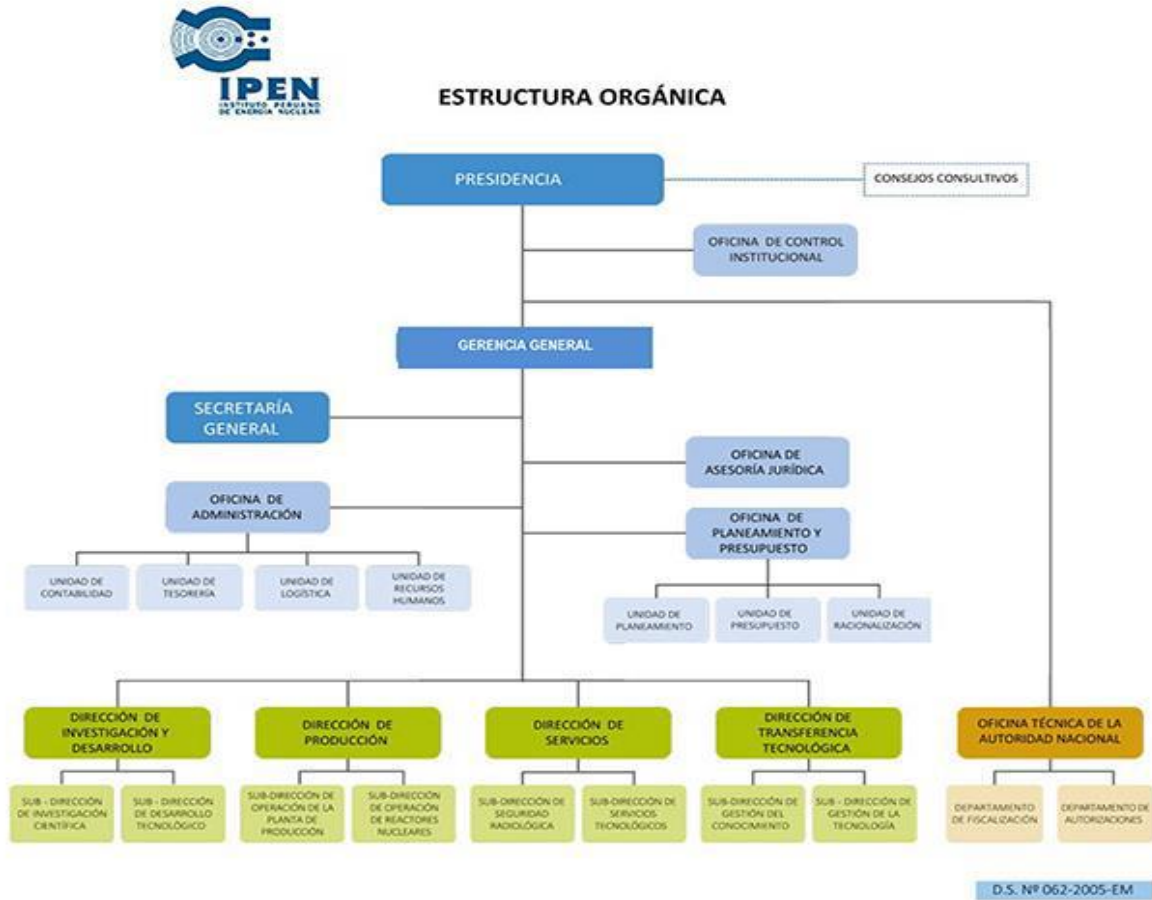 IPEN
INSTITUTO PERUANO
DE ENERGÍA NUCLEAR
ESTRUCTURA ORGÁNICA
PRESIDENCIA
CONSEJOS CONSULTIVOS
OFICINA DE CONTROL
INSTITUCIONAL
GERENCIA GENERAL
SECRETARÍA
GENERAL
OFICINA DE
ASESORÍA JURÍDICA
OFICINA DE
ADMINISTRACIÓN
OFICINA DE
PLANEAMIENTO Y
PRESUPUESTO
UNIDAD DE
CONTABILIDAD
UNIDAD DE
TESORERÍA
UNIDAD DE
LOGÍSTICA
UNIDAD DE
RECURSOS
HUMANOS
UNIDAD DE
PLANEAMIENTO
UNIDAD DE
PRESUPUESTO
UNIDAD DE
RACIONALIZACIÓN
DIRECCIÓN DE
INVESTIGACIÓN Y
DESARROLLO
DIRECCIÓN DE
PRODUCCIÓN
DIRECCIÓN DE
SERVICIOS
DIRECCIÓN DE
TRANSFERENCIA
TECNOLÓGICA
OFICINA TÉCNICA DE LA
AUTORIDAD NACIONAL
SUB - DIRECCIÓN
DE INVESTIGACIÓN
CIENTÍFICA
SUB - DIRECCIÓN
DE DESARROLLO
TECNOLÓGICO
SUB-DIRECCIÓN DE
OPERACIÓN DE LA
PLANTA DE
PRODUCCIÓN
SUB-DIRECCIÓN
DE OPERACIÓN
DE REACTORES
NUCLEARES
SUB-DIRECCIÓN DE
SEGURIDAD
RADIOLÓGICA
SUB-DIRECCIÓN DE
SERVICIOS
TECNOLÓGICOS
SUB-DIRECCIÓN DE
GESTIÓN DEL
CONOCIMIENTO
SUB - DIRECCIÓN DE
GESTIÓN DE LA
TECNOLOGÍA
DEPARTAMENTO
DE FISCALIZACIÓN
DEPARTAMENTO DE
AUTORIZACIONES
D.S. Nº 062-2005-EM